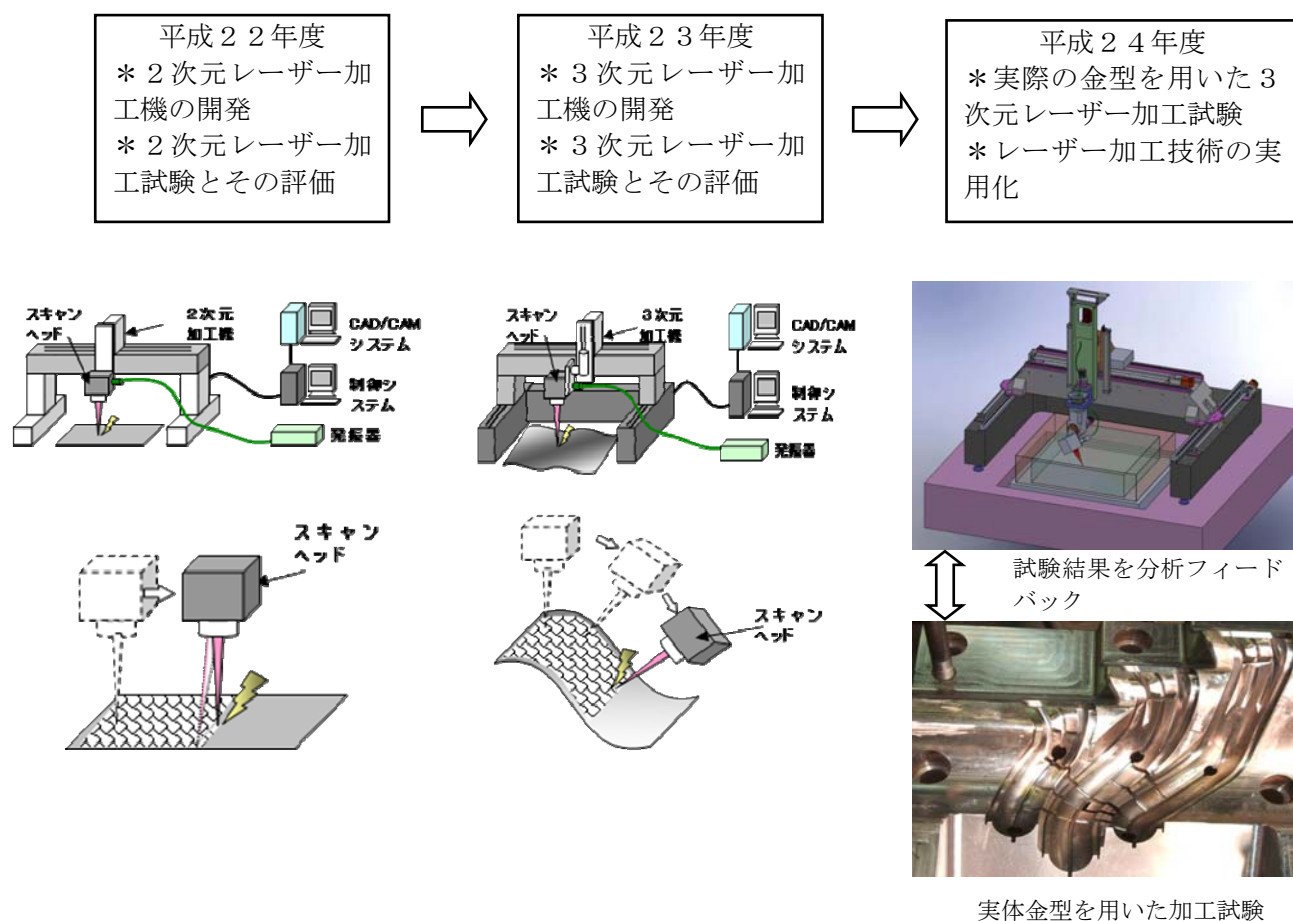 平成２２年度
＊２次元レーザー加
工機の開発
＊２次元レーザー加
工試験とその評価
平成２３年度
＊３次元レーザー加
工機の開発
＊３次元レーザー加
工試験とその評価
平成２４年度
＊実際の金型を用いた３
次元レーザー加工試験
＊レーザー加工技術の実
用化
スキャン
ヘッド
２次元
加工機
CAD/CAM
システム
制御シ
ステム
発振器
スキャン
ヘッド
３次元
加工機
CAD/CAM
システム
制御シ
ステム
発振器
スキャン
ヘッド
スキャン
ヘッド
試験結果を分析フィード
バック
実体金型を用いた加工試験